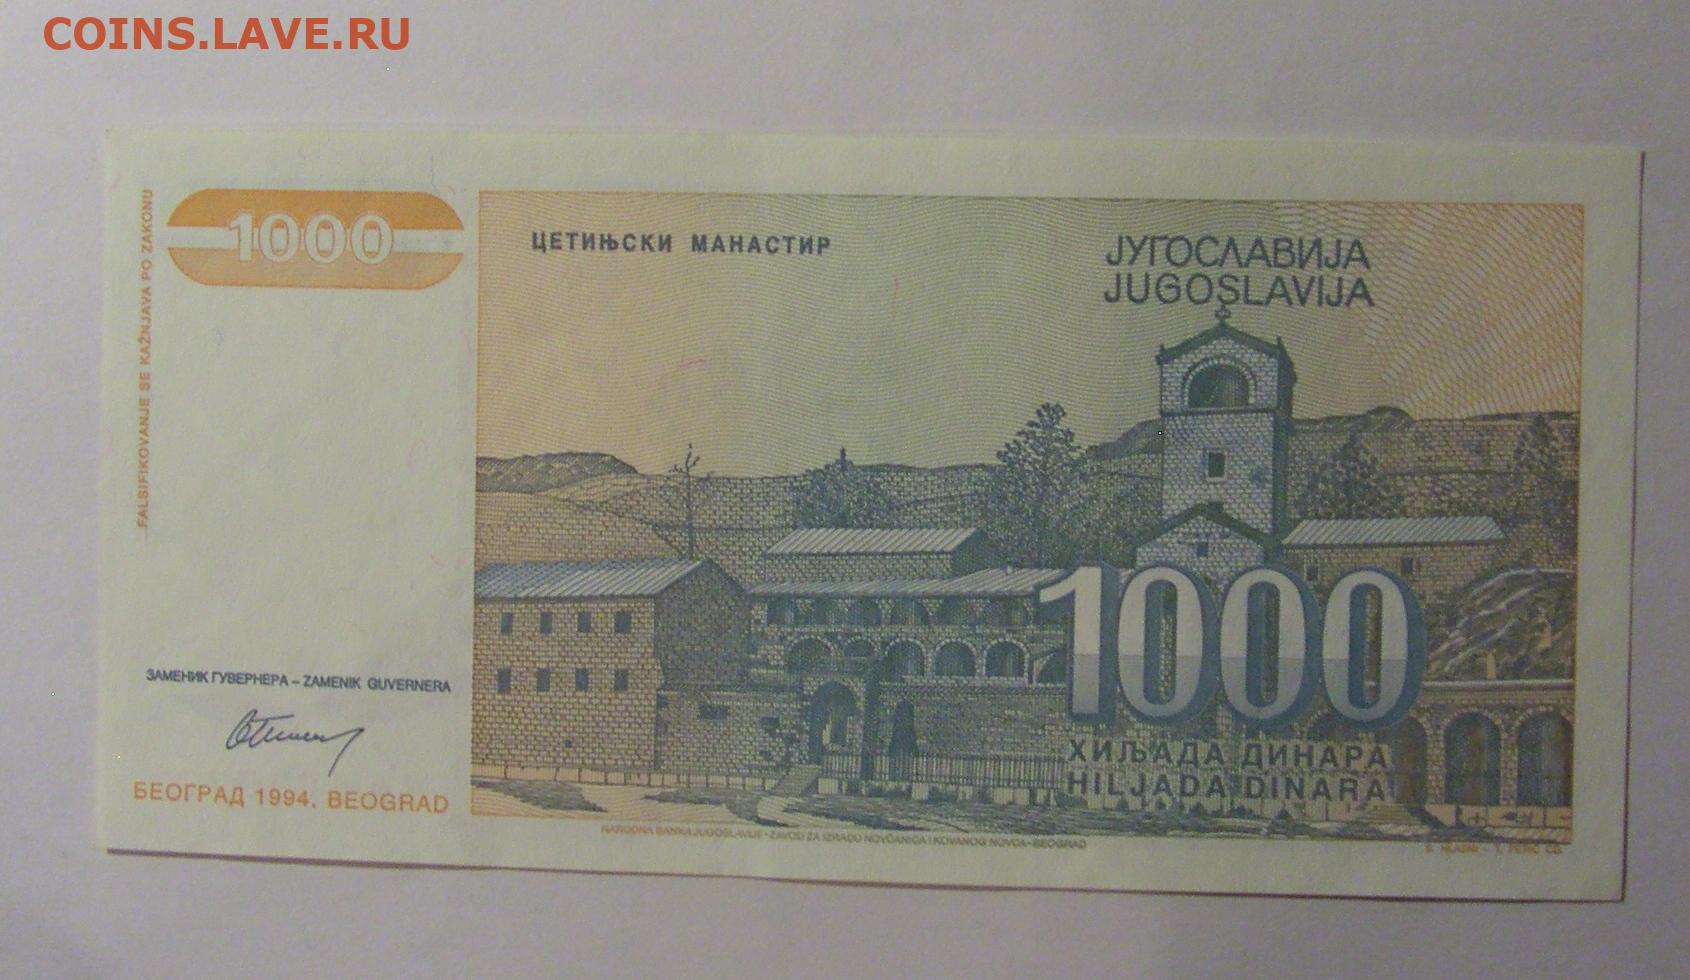 COINS.LAVE.RU
1000
FALSIFIKOVANJE SE KAŽNJAVA PO ZAKONU
ЦЕТИЊСКИ МАНАСТИР
ЈУГОСЛАВИЈА
JUGOSLAVIJA
1000
ХИЉАДА ДИНАРА
HILJADA DINARA
ЗАМЕНИК ГУВЕРНЕРА – ZAMENIK GUVERNERA
БЕОГРАД 1994. BEOGRAD
NARODNA BANKA JUGOSLAVIJE - ZAVOD ZA IZRADU NOVČANICA I KOVANOG NOVCA - BEOGRAD